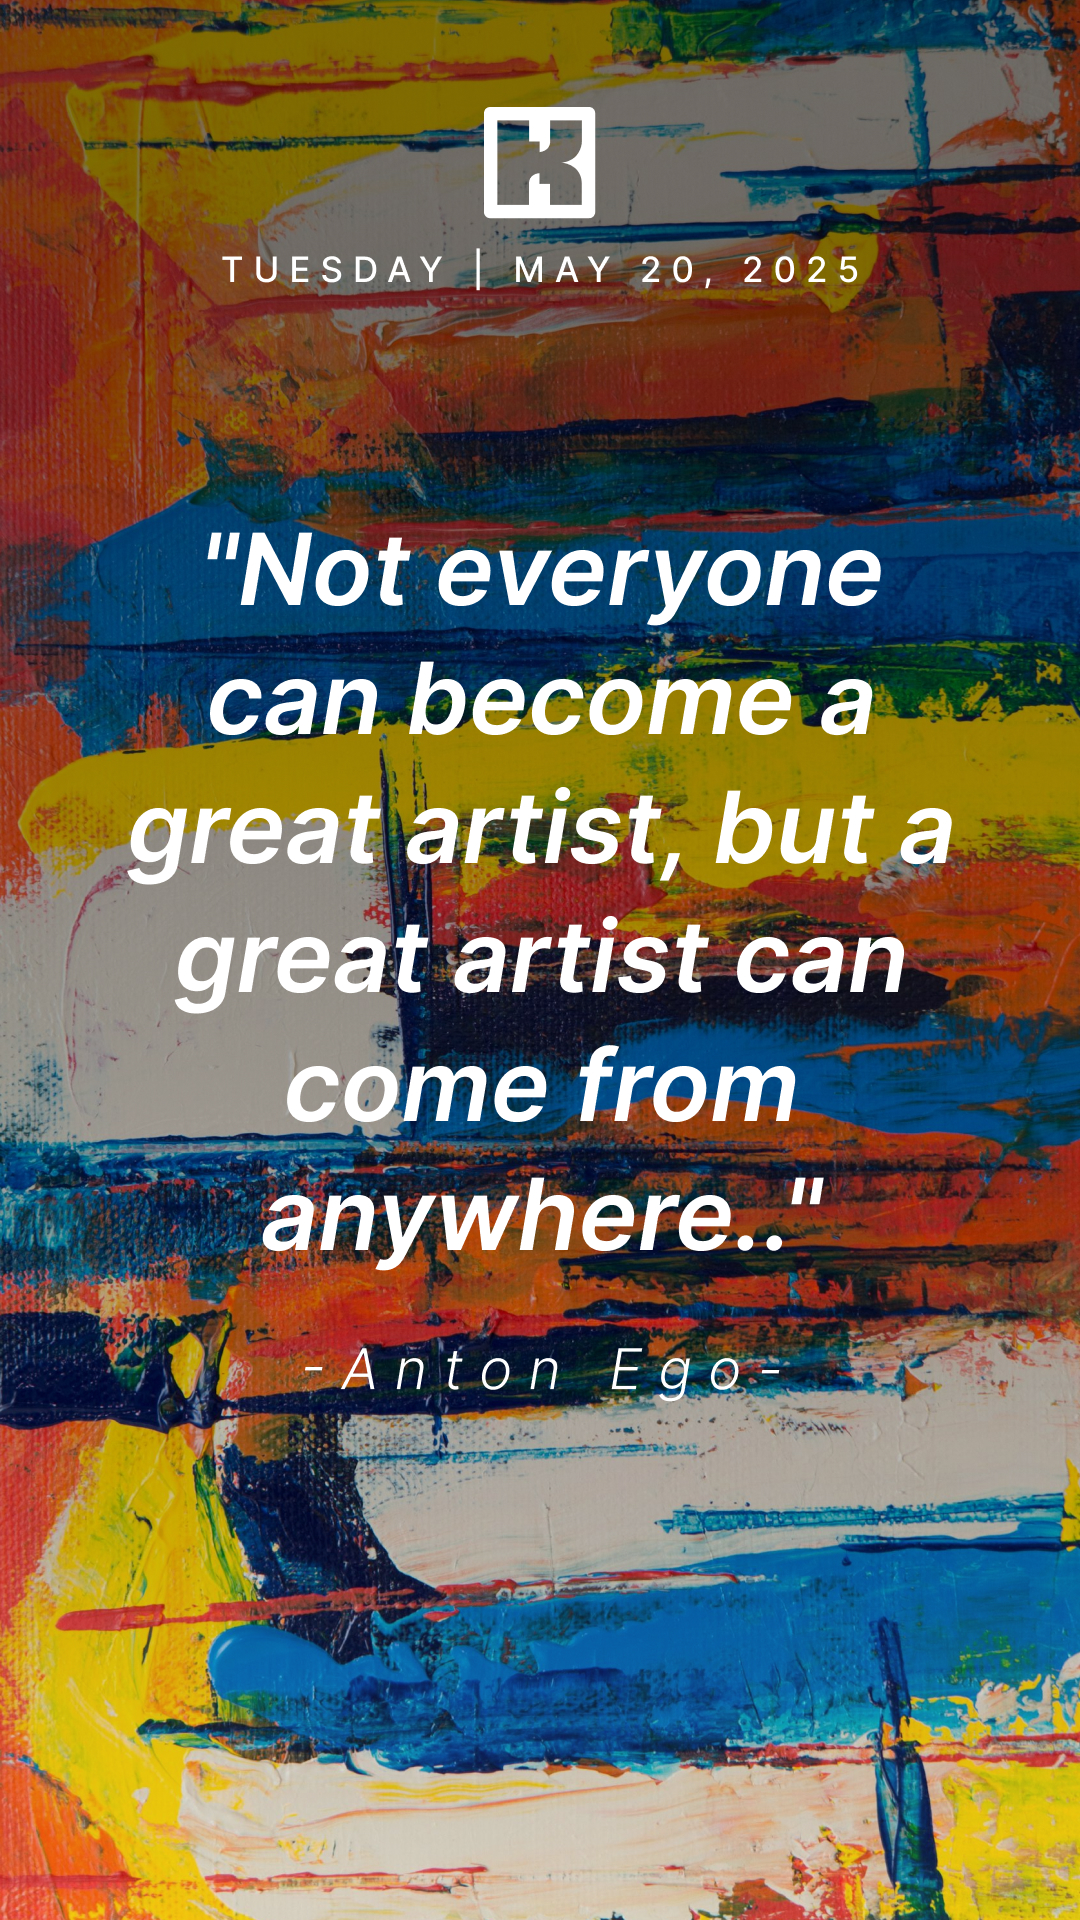 TUESDAY | MAY 20, 2025
"Not everyone
can become a
great artist, but a
great artist can
come from
anywhere.."
-Anton Ego-